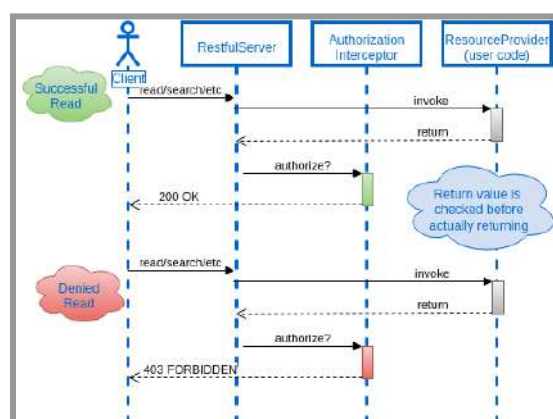 RestfulServer
Authorization
Interceptor
ResourceProvider
(user code)
Client
Successful
Read
read/search/etc
invoke
return
authorize?
200 OK
Return value is
checked before
actually returning
read/search/etc
Denied
Read
invoke
return
authorize?
403 FORBIDDEN